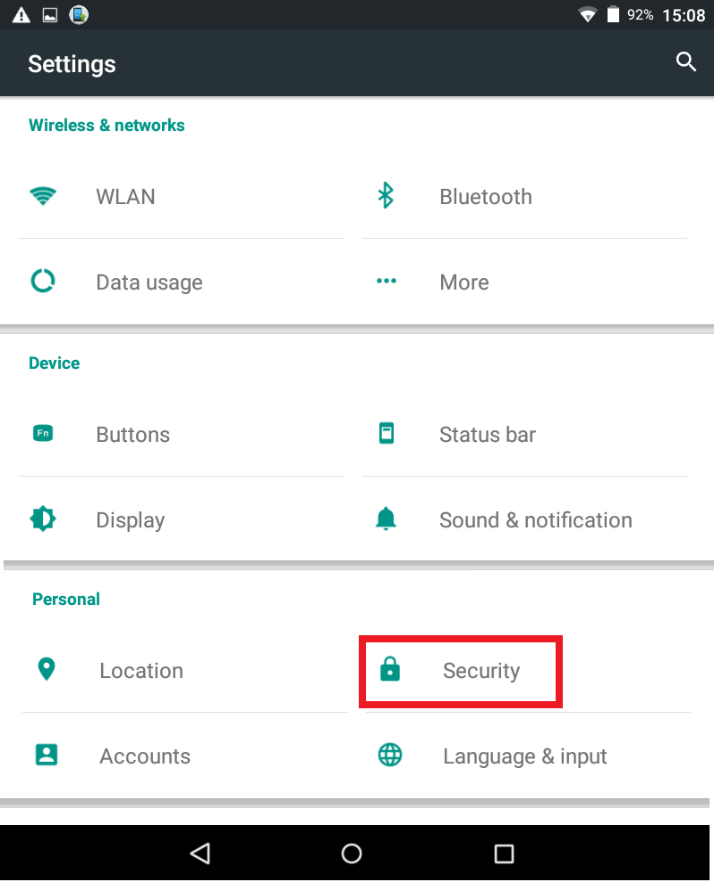 92% 15:08
Settings
Wireless & networks
WLAN Bluetooth
Data usage More
Device
Fn Buttons Status bar
Display Sound & notification
Personal
Location Security
Accounts Language & input